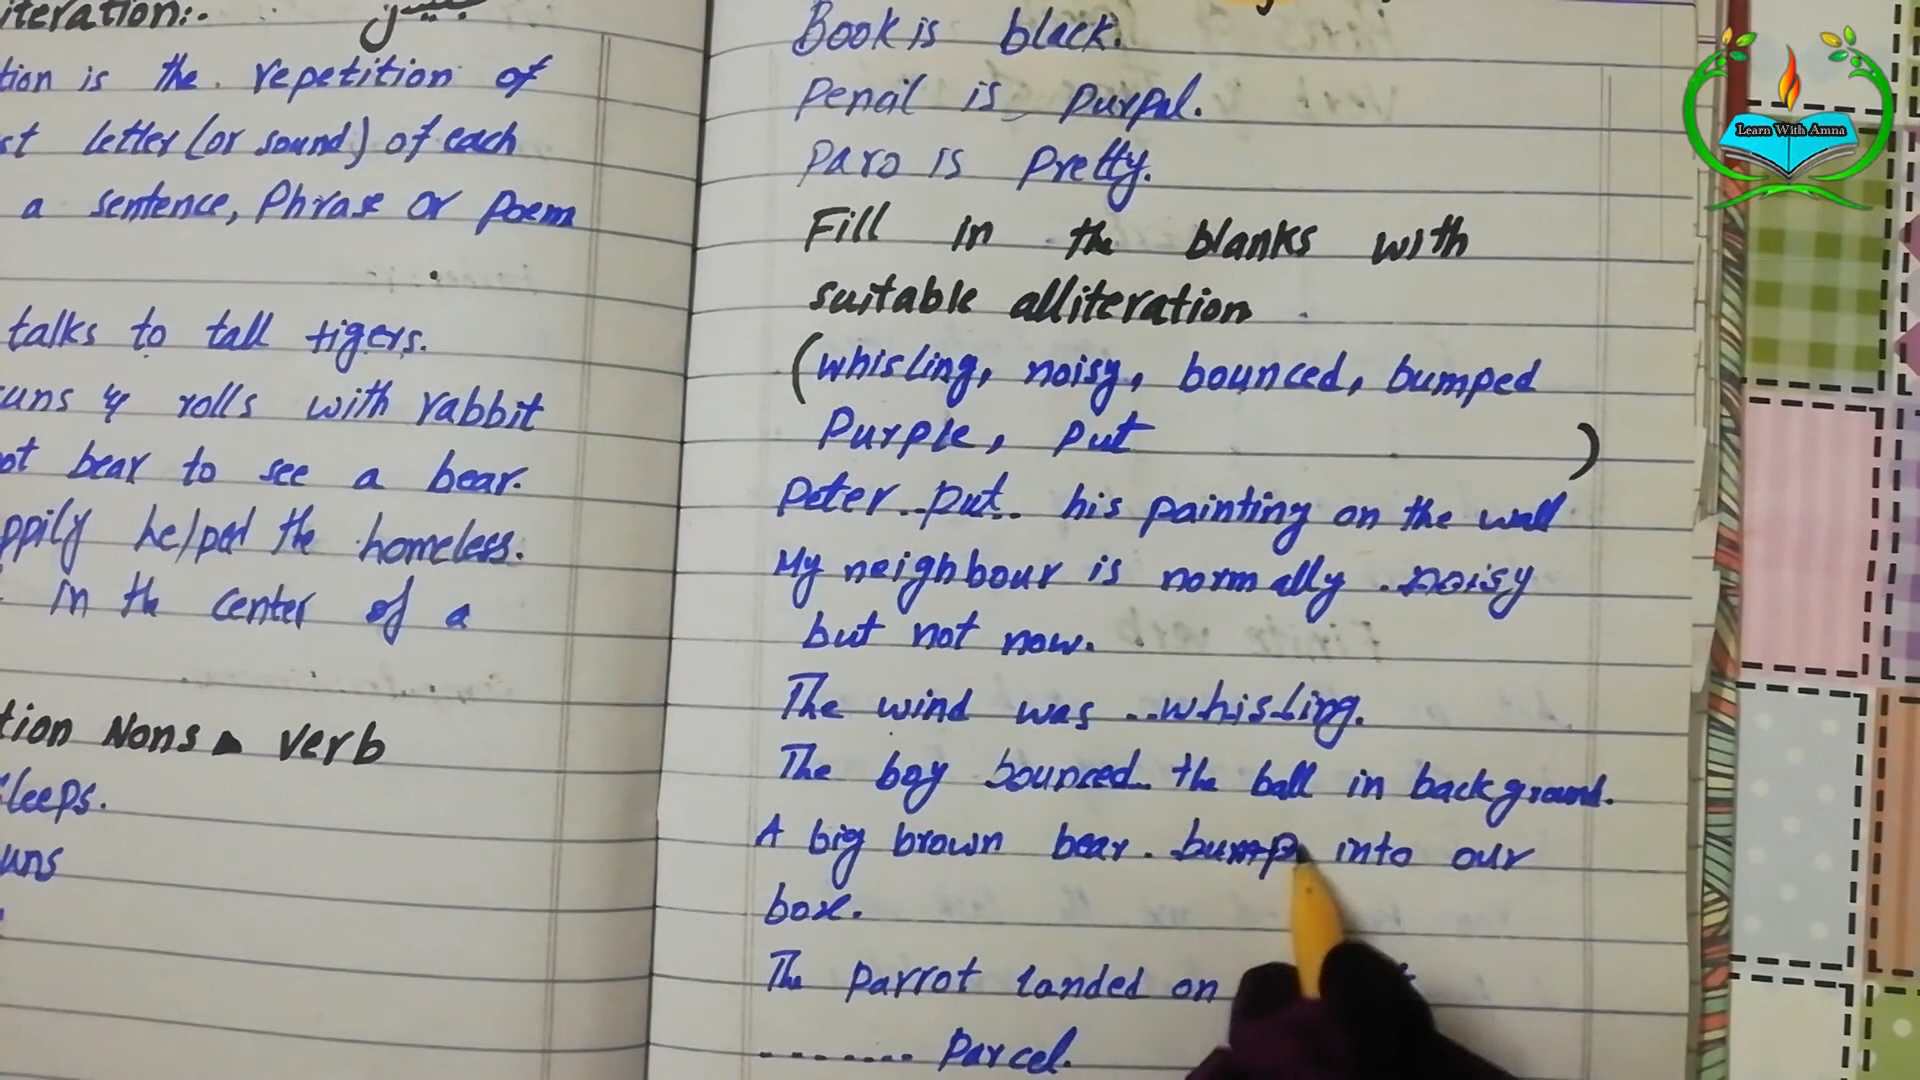 iteration:.
tion is the repetition of
st letter (or sound) of each
a sentence, Phrase or Poem
talks to tall tigers.
uns & rolls with rabbit
ot bear to see a bear.
ppily helped the homeless.
in the center of a
tion Nons verb
sleeps.
uns
Book is black.
Pencil is purpal.
Paro is Pretty.
Fill in the blanks with
suitable alliteration
(whisling, noisy, bounced, bumped
Purple, Put )
Peter ..put.. his painting on the wall
My neighbour is normally .noisy
but not now.
The wind was ..whisling.
The boy bounced.. the ball in background.
A big brown bear . bump into our
box.
The Parrot landed on
........ Parcel.
Learn With Amna